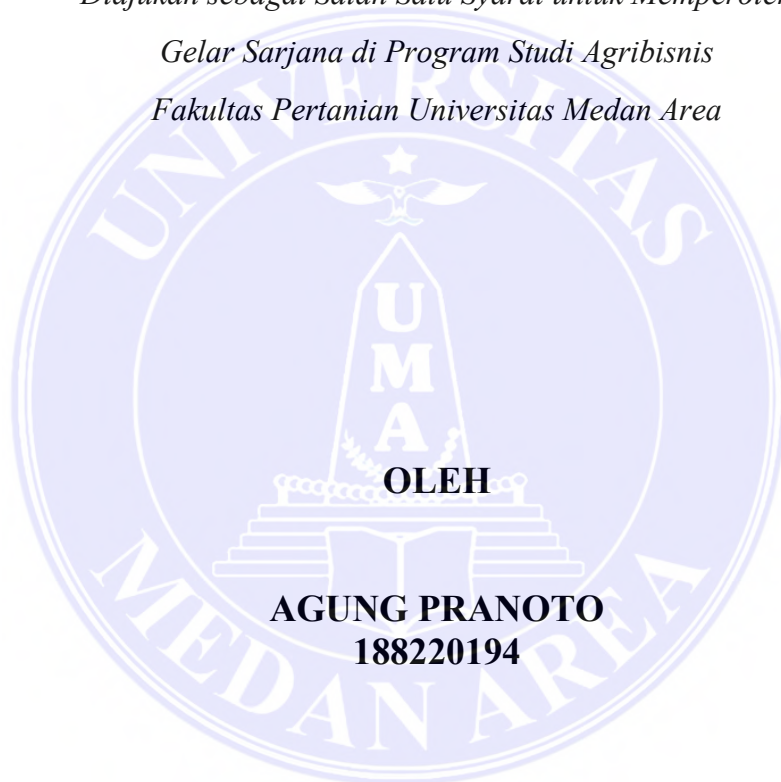 Diajukan sebagai Salah Satu Syarat untuk Memperoleh
Gelar Sarjana di Program Studi Agribisnis
Fakultas Pertanian Universitas Medan Area
UNIVERSITAS
U
M
A
OLEH
AGUNG PRANOTO
188220194
MEDAN AREA